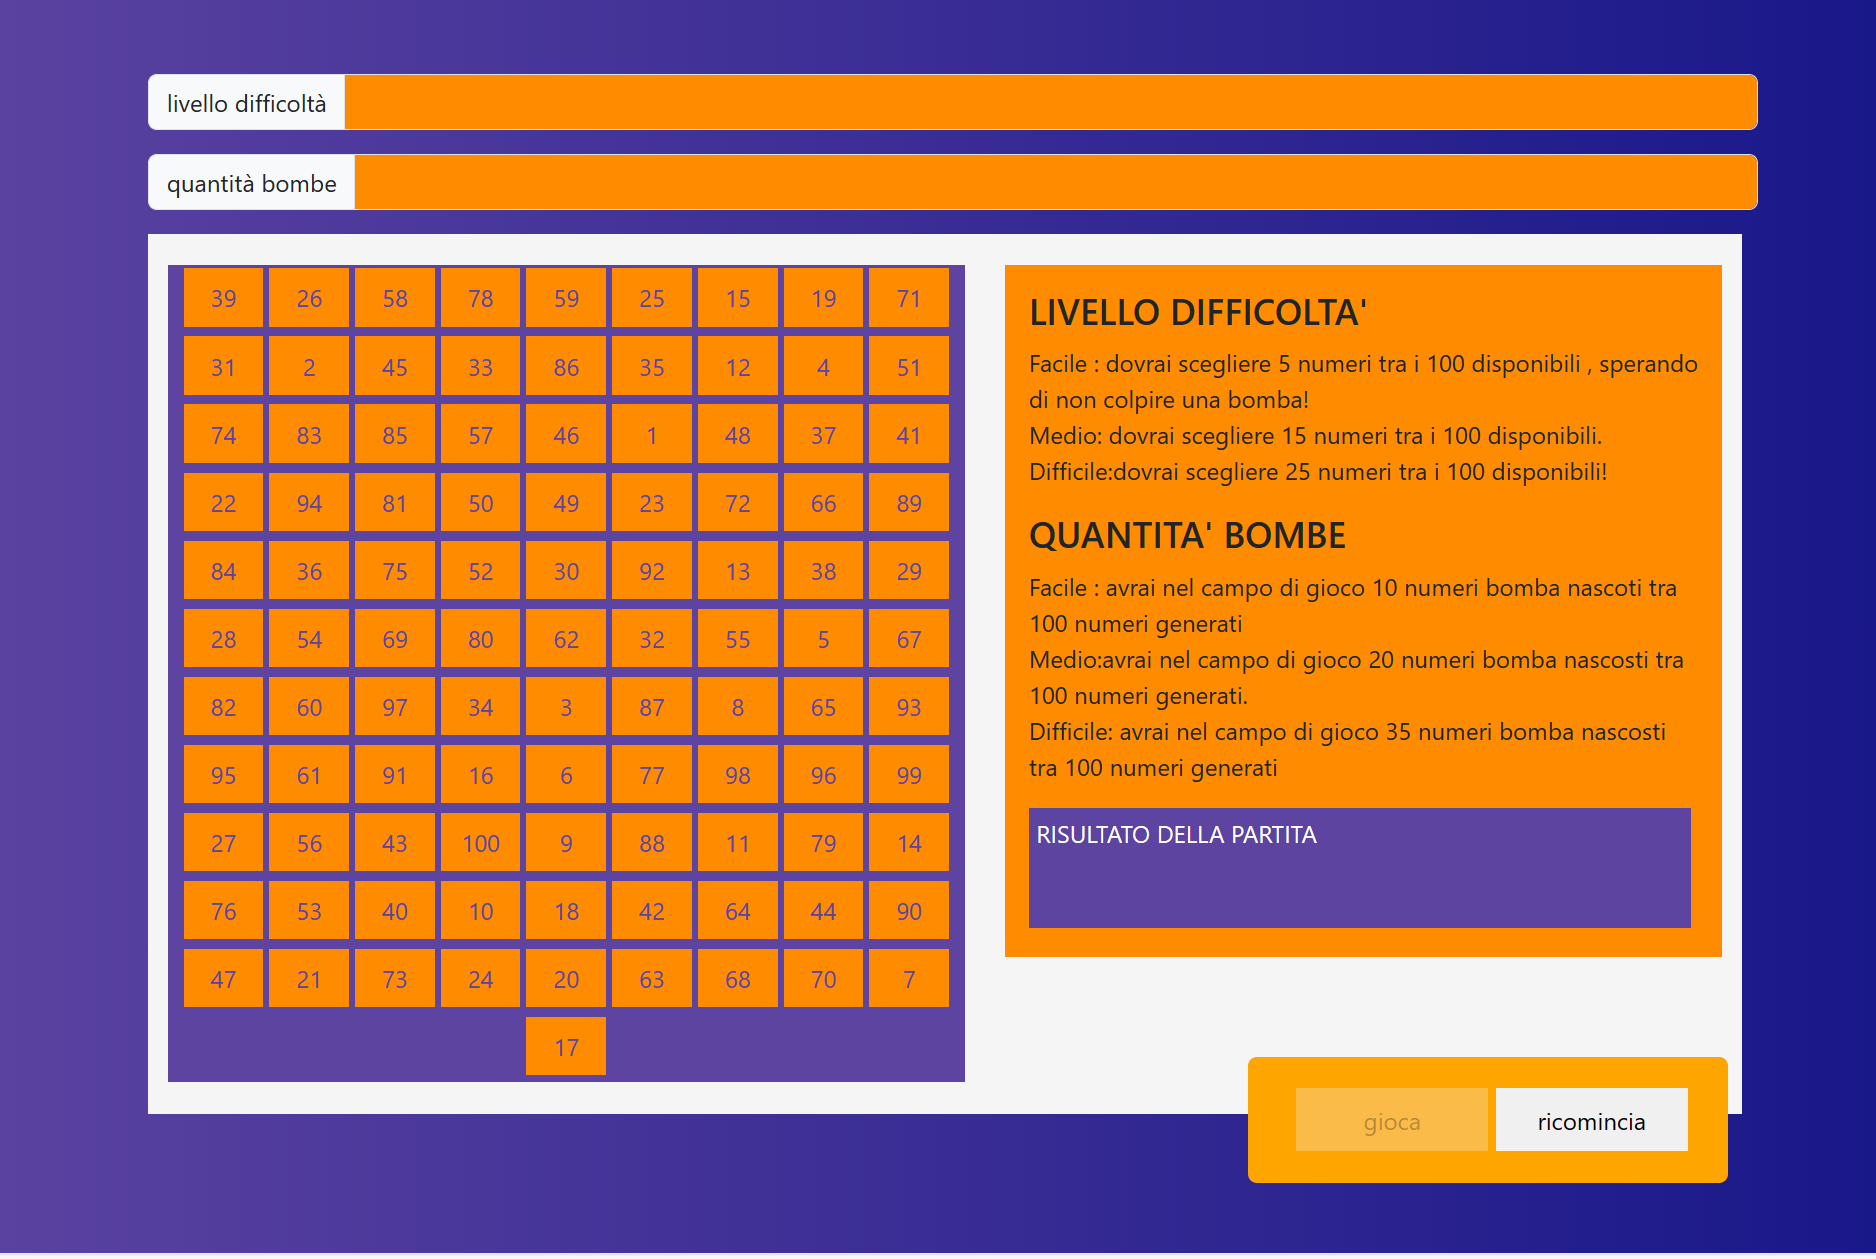 livello difficoltà
quantità bombe
39 26 58 78 59 25 15 19 71
31 2 45 33 86 35 12 4 51
74 83 85 57 46 1 48 37 41
22 94 81 50 49 23 72 66 89
84 36 75 52 30 92 13 38 29
28 54 69 80 62 32 55 5 67
82 60 97 34 3 87 8 65 93
95 61 91 16 6 77 98 96 99
27 56 43 100 9 88 11 79 14
76 53 40 10 18 42 64 44 90
47 21 73 24 20 63 68 70 7
17
LIVELLO DIFFICOLTA'
Facile : dovrai scegliere 5 numeri tra i 100 disponibili , sperando
di non colpire una bomba!
Medio: dovrai scegliere 15 numeri tra i 100 disponibili.
Difficile:dovrai scegliere 25 numeri tra i 100 disponibili!
QUANTITA' BOMBE
Facile : avrai nel campo di gioco 10 numeri bomba nascoti tra
100 numeri generati
Medio:avrai nel campo di gioco 20 numeri bomba nascosti tra
100 numeri generati.
Difficile: avrai nel campo di gioco 35 numeri bomba nascosti
tra 100 numeri generati
RISULTATO DELLA PARTITA
gioca
ricomincia